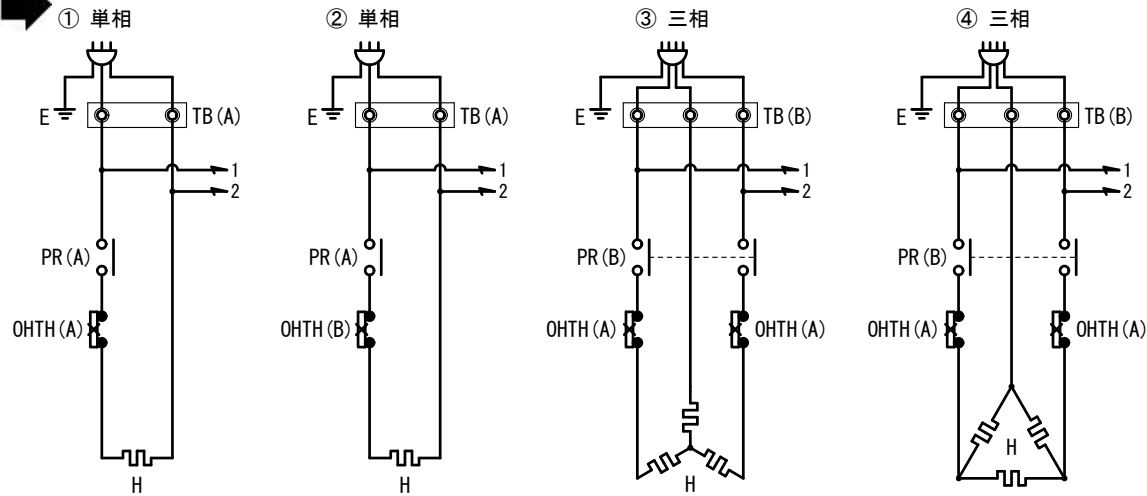 ① 単相
② 単相
③ 三相
④ 三相
E
TB(A)
E
TB(A)
E
TB(B)
E
TB(B)
1
1
1
1
2
2
2
2
PR(A)
PR(A)
PR(B)
PR(B)
OHTH(A)
OHTH(B)
OHTH(A)
OHTH(A)
OHTH(A)
OHTH(A)
H
H
H
H